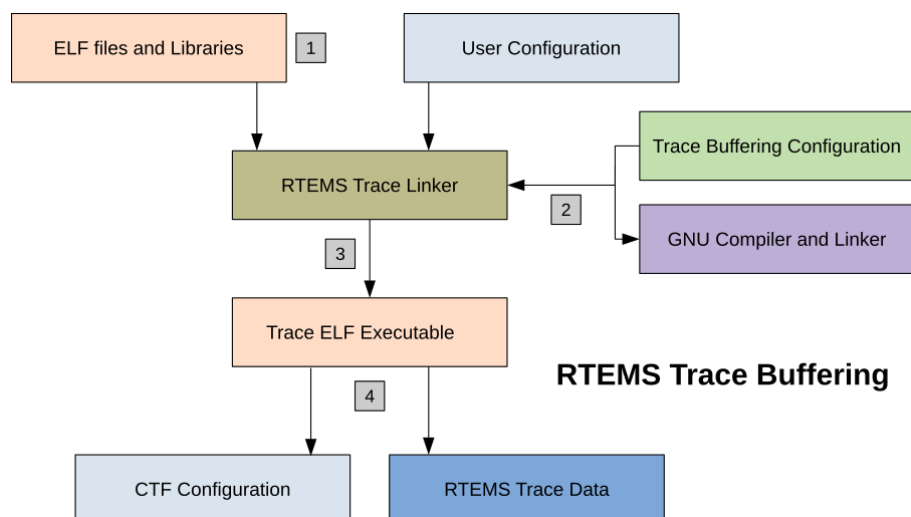 ELF files and Libraries
1
User Configuration
Trace Buffering Configuration
RTEMS Trace Linker
2
GNU Compiler and Linker
3
Trace ELF Executable
RTEMS Trace Buffering
4
CTF Configuration
RTEMS Trace Data